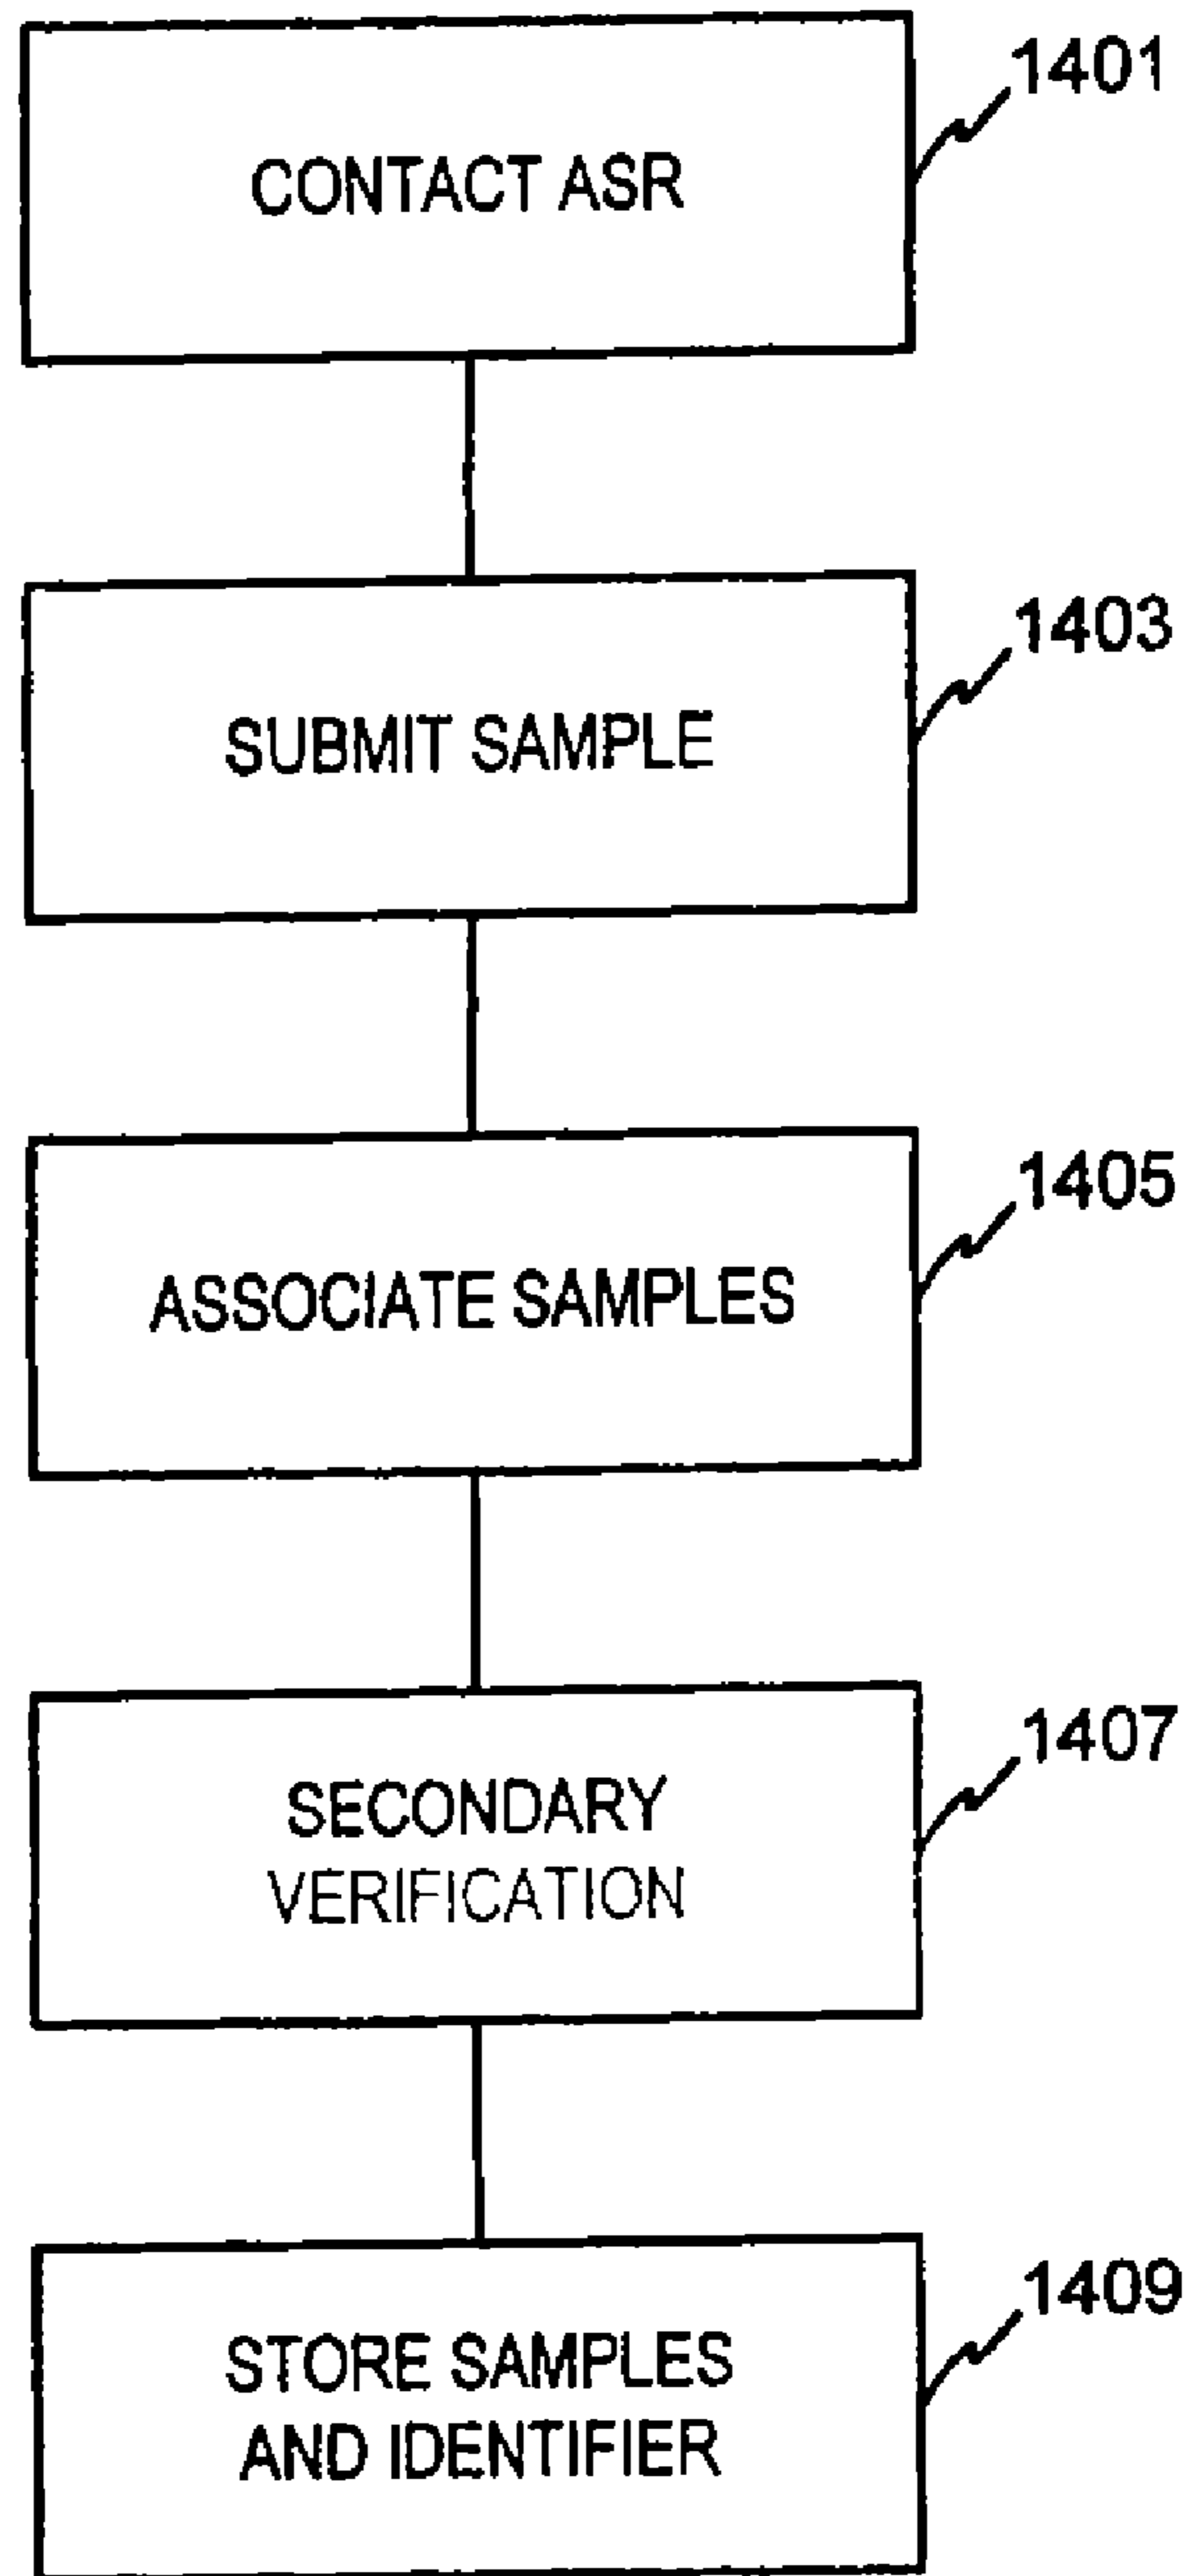 1401
CONTACT ASR
1403
SUBMIT SAMPLE
1405
ASSOCIATE SAMPLES
1407
SECONDARY
VERIFICATION
1409
STORE SAMPLES
AND IDENTIFIER